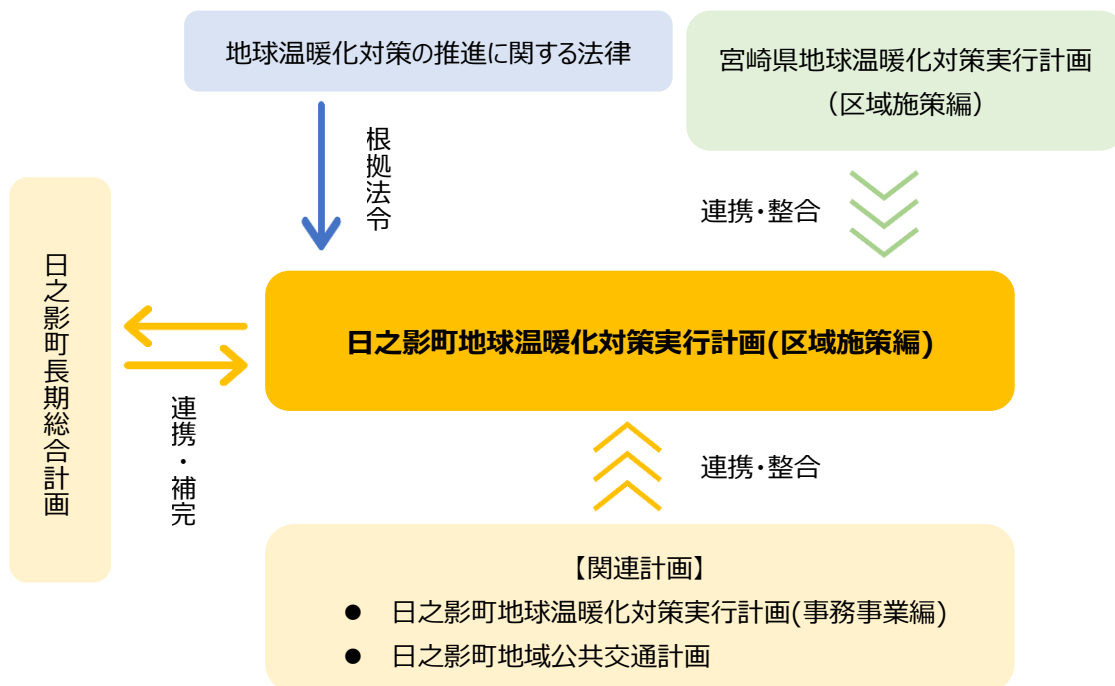 地球温暖化対策の推進に関する法律
宮崎県地球温暖化対策実行計画
（区域施策編）
根拠法令
連携・整合
日之影町長期総合計画
日之影町地球温暖化対策実行計画(区域施策編)
連携・補完
連携・整合
【関連計画】
● 日之影町地球温暖化対策実行計画(事務事業編)
● 日之影町地域公共交通計画